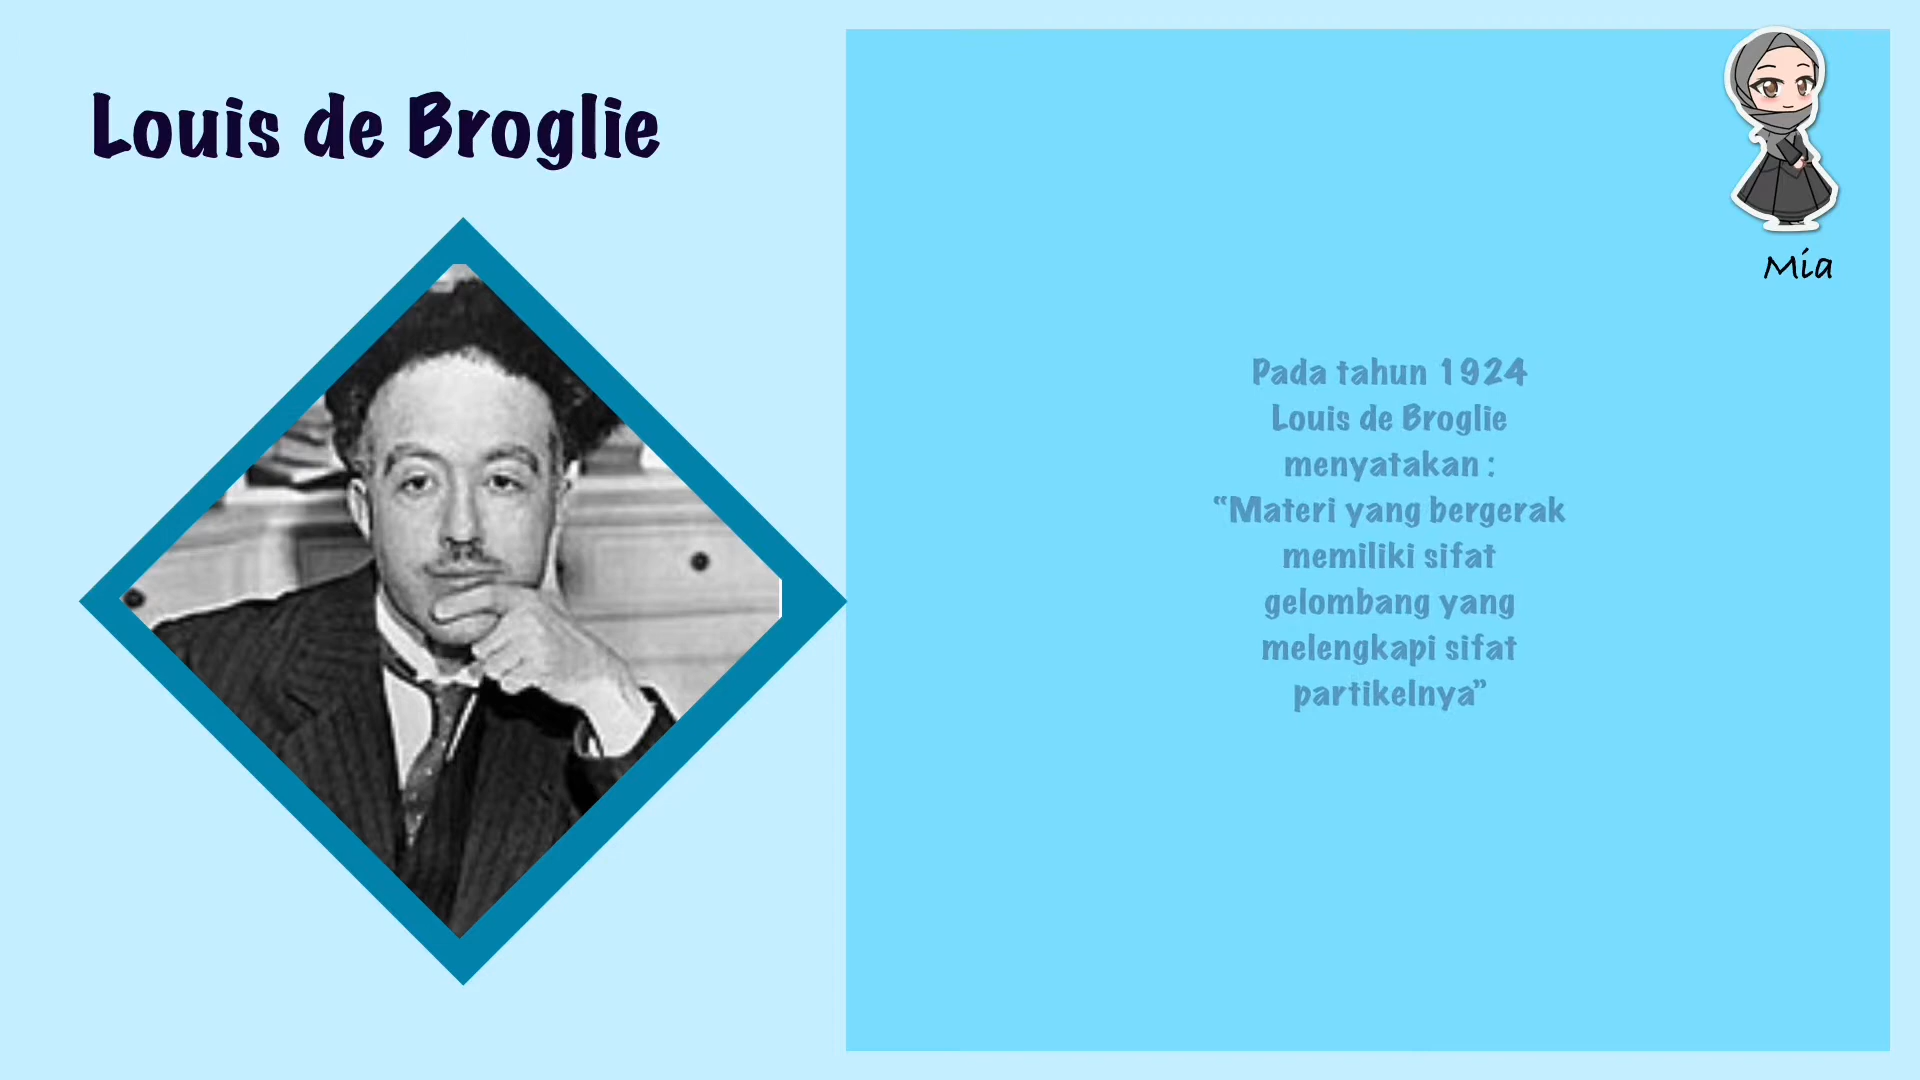 Louis de Broglie
Mia
Pada tahun 1924
Louis de Broglie
menyatakan :
“Materi yang bergerak
memiliki sifat
gelombang yang
melengkapi sifat
partikelnya”